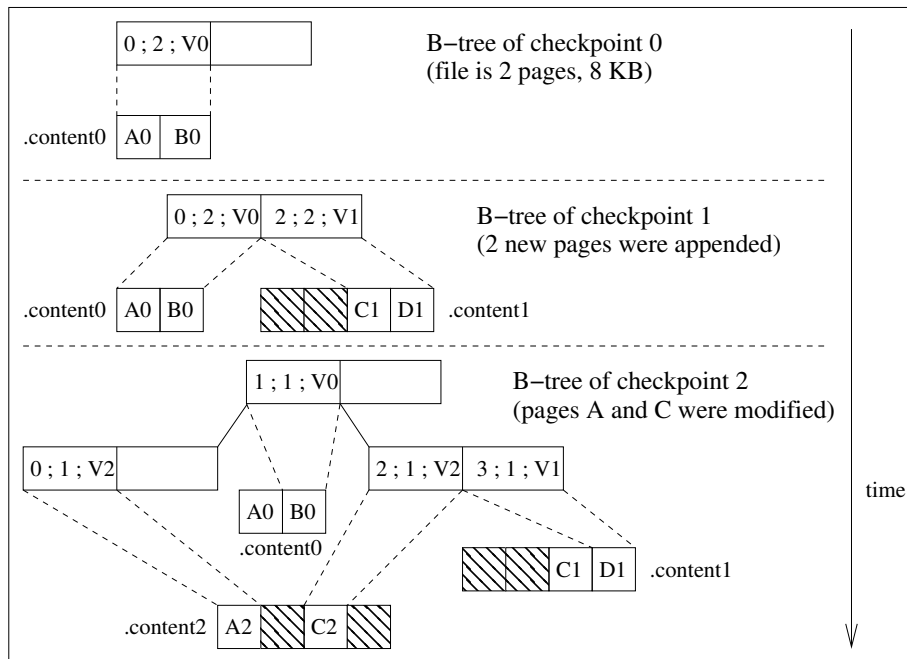 0 ; 2 ; V0
B−tree of checkpoint 0
(file is 2 pages, 8 KB)
.content0 A0 B0
0 ; 2 ; V0 2 ; 2 ; V1
B−tree of checkpoint 1
(2 new pages were appended)
.content0 A0 B0 C1 D1 .content1
1 ; 1 ; V0
B−tree of checkpoint 2
(pages A and C were modified)
0 ; 1 ; V2 2 ; 1 ; V2 3 ; 1 ; V1
time
A0 B0
.content0
C1 D1 .content1
.content2 A2 C2